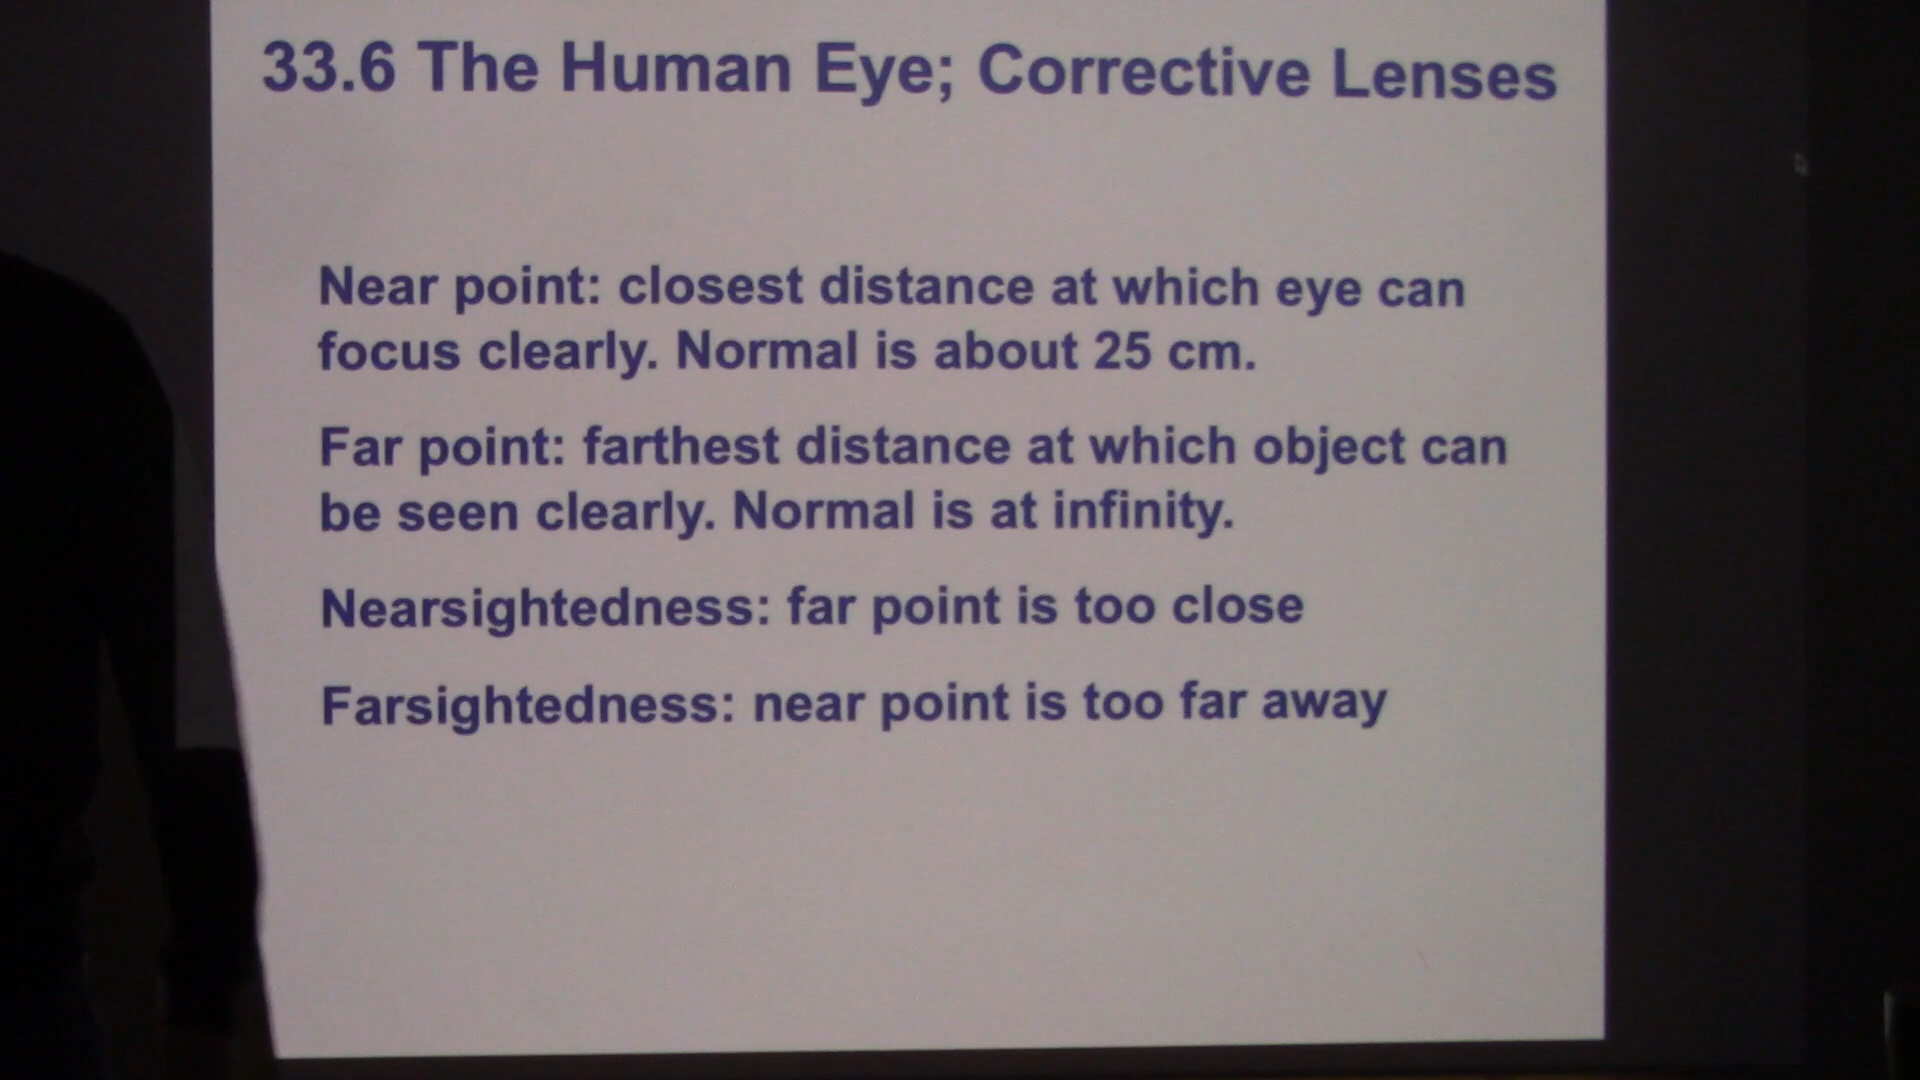 33.6 The Human Eye; Corrective Lenses
Near point: closest distance at which eye can
focus clearly. Normal is about 25 cm.
Far point: farthest distance at which object can
be seen clearly. Normal is at infinity.
Nearsightedness: far point is too close
Farsightedness: near point is too far away